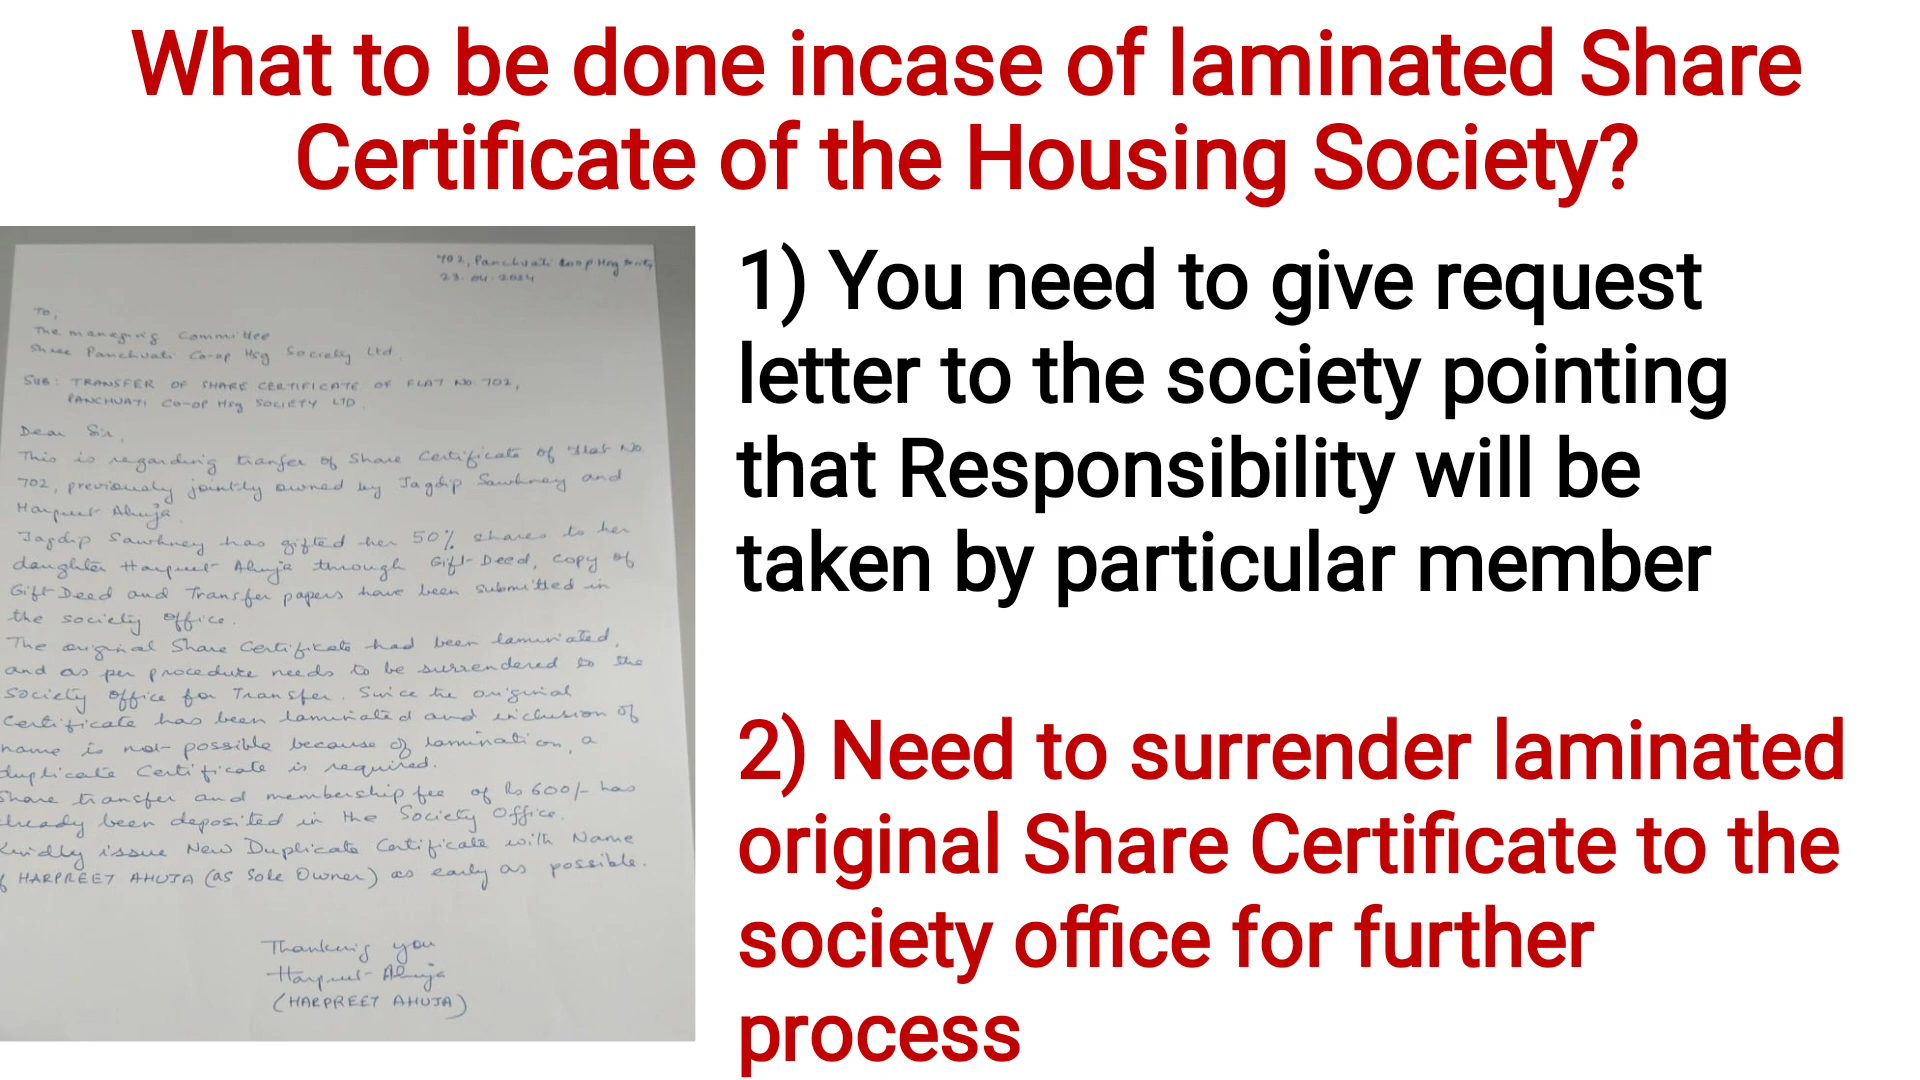 What to be done incase of laminated Share
Certificate of the Housing Society?
702, Panchvati Coop Hsg Society
23.04.2024
To,
The managing Committee
Shree Panchvati Co-op Hsg Society Ltd.
SUB: TRANSFER OF SHARE CERTIFICATE OF FLAT NO 702,
PANCHVATI CO-OP Hsg SOCIETY LTD.
Dear Sir,
This is regarding tranfer of Share Certificate of Flat No
702, previously jointly owned by Jagdip Sawhney and
Harpreet Ahuja.
Jagdip Sawhney has gifted her 50% shares to her
daughter Harpreet Ahuja through Gift Deed, copy of
Gift Deed and Transfer papers have been submitted in
the society office.
The original Share Certificate had been laminated,
and as per procedure needs to be surrendered to the
Society office for Transfer. Since the original
Certificate has been laminated and inclusion of
name is not possible because of lamination, a
duplicate Certificate is required.
Share transfer and membership fee of Rs 600/- has
already been deposited in the Society Office.
Kindly issue New Duplicate Certificate with Name
of HARPREET AHUJA (as Sole Owner) as early as possible.
Thanking you
Harpreet Ahuja
(HARPREET AHUJA)
1) You need to give request
letter to the society pointing
that Responsibility will be
taken by particular member
2) Need to surrender laminated
original Share Certificate to the
society office for further
process